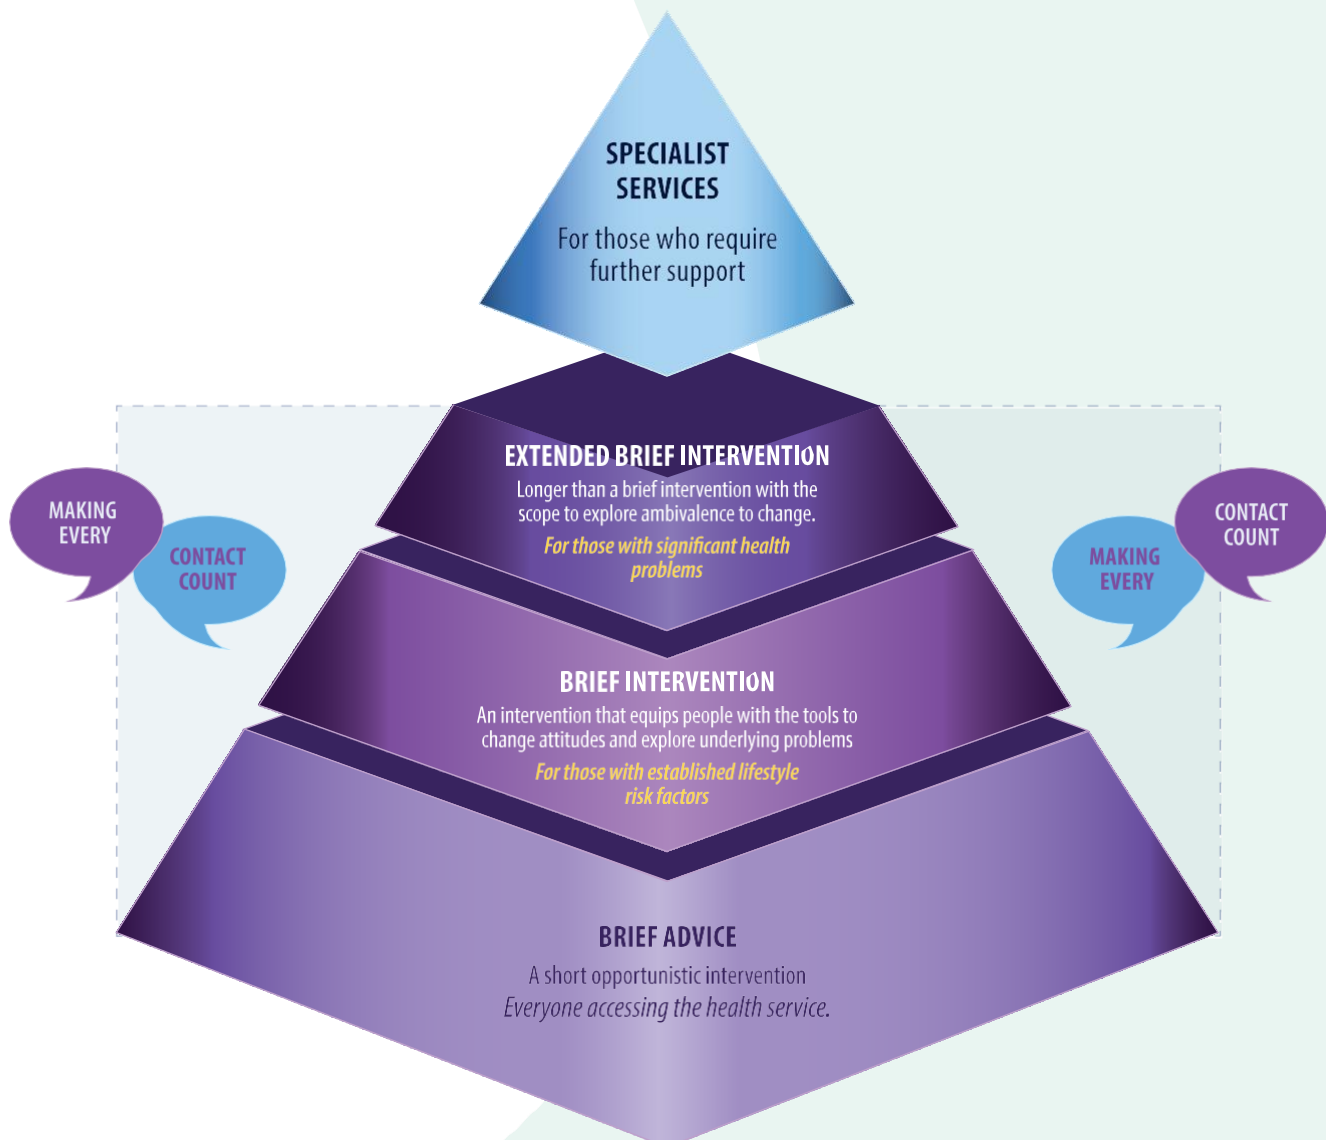 SPECIALIST
SERVICES
For those who require
further support
EXTENDED BRIEF INTERVENTION
Longer than a brief intervention with the
scope to explore ambivalence to change.
For those with significant health
problems
MAKING
EVERY
CONTACT
COUNT
MAKING
EVERY
CONTACT
COUNT
BRIEF INTERVENTION
An intervention that equips people with the tools to
change attitudes and explore underlying problems
For those with established lifestyle
risk factors
BRIEF ADVICE
A short opportunistic intervention
Everyone accessing the health service.